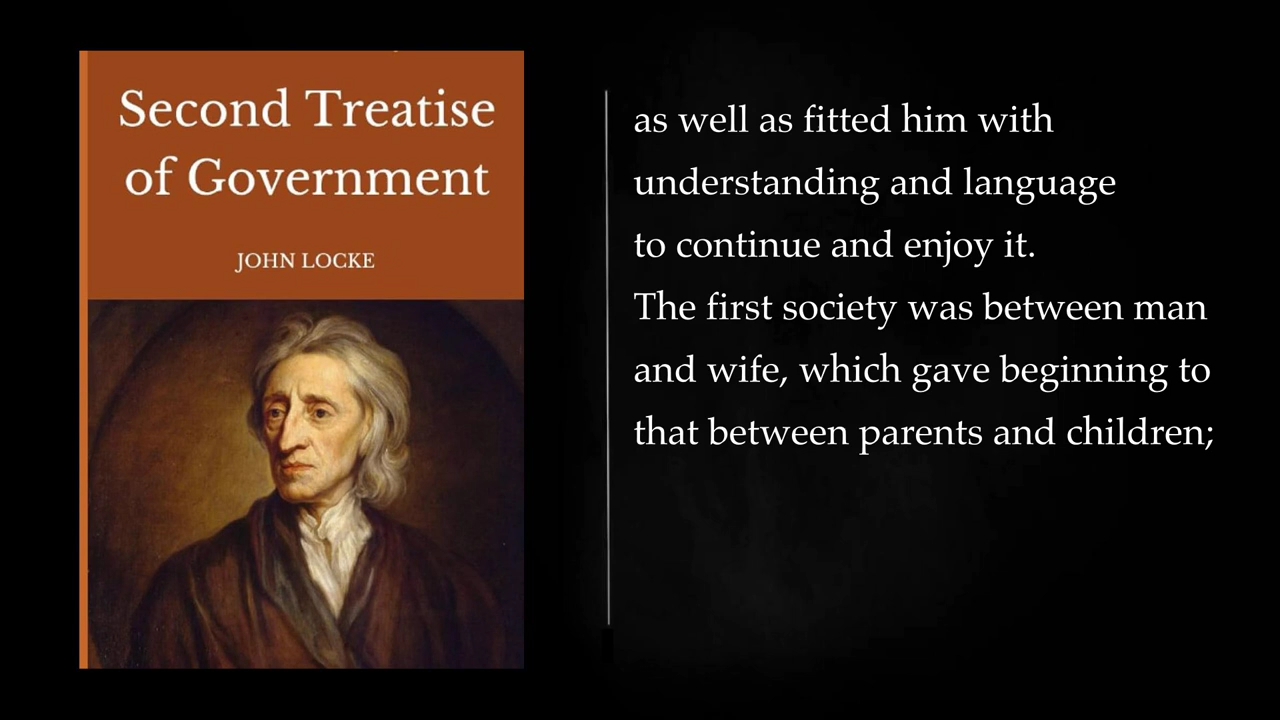 Second Treatise
of Government
JOHN LOCKE
as well as fitted him with
understanding and language
to continue and enjoy it.
The first society was between man
and wife, which gave beginning to
that between parents and children;